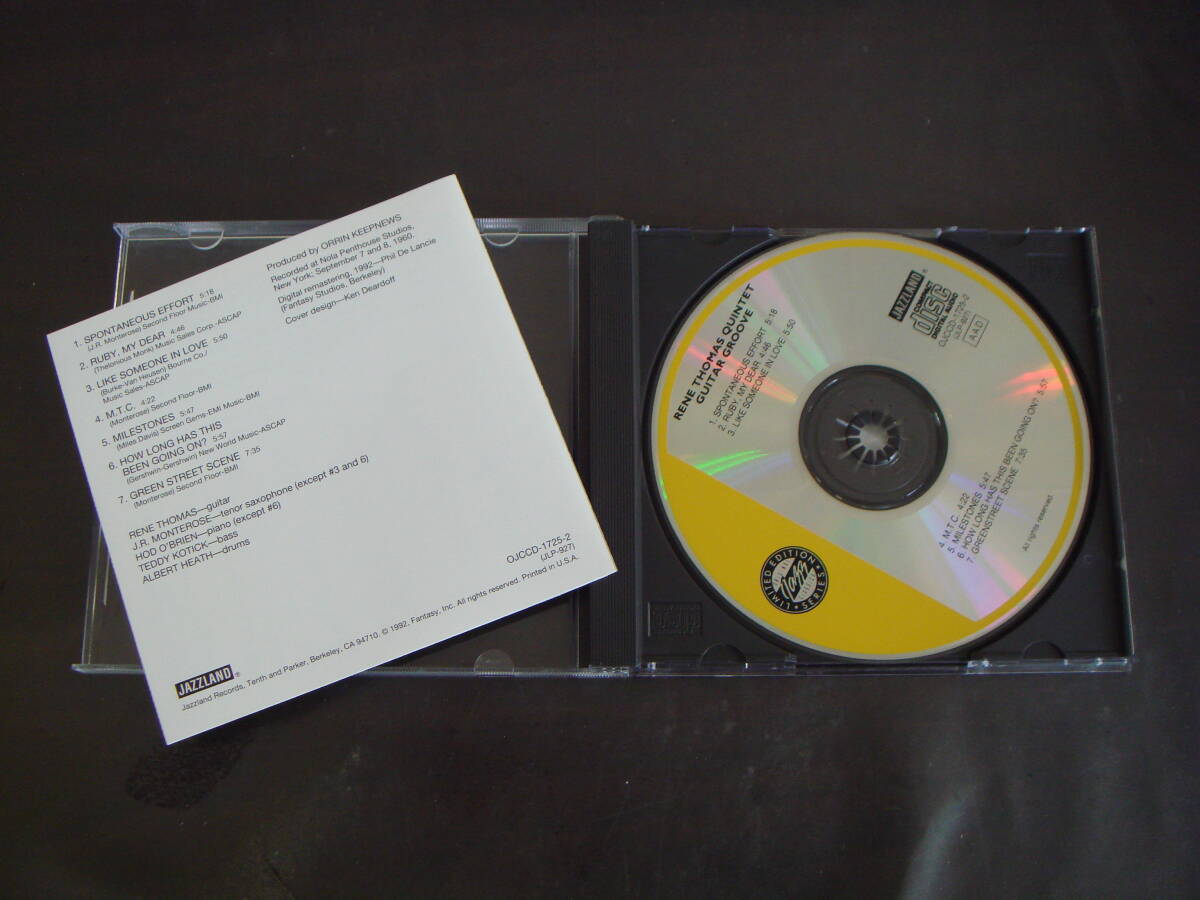 1. SPONTANEOUS EFFORT 5:18
(J.R. Monterose) Second Floor Music-BMI
2. RUBY, MY DEAR 4:46
(Thelonious Monk) Music Sales Corp.-ASCAP
3. LIKE SOMEONE IN LOVE 5:50
(Burke-Van Heusen) Bourne Co./
Music Sales-ASCAP
4. M.T.C. 4:22
(Monterose) Second Floor-BMI
5. MILESTONES 5:47
(Miles Davis) Screen Gems-EMI Music-BMI
6. HOW LONG HAS THIS
BEEN GOING ON? 5:57
(Gershwin-Gershwin) New World Music-ASCAP
7. GREEN STREET SCENE 7:35
(Monterose) Second Floor-BMI
RENE THOMAS—guitar
J.R. MONTEROSE—tenor saxophone (except #3 and 6)
HOD O'BRIEN—piano (except #6)
TEDDY KOTICK—bass
ALBERT HEATH—drums
Produced by ORRIN KEEPNEWS
Recorded at Nola Penthouse Studios,
New York; September 7 and 8, 1960.
Digital remastering, 1992—Phil De Lancie
(Fantasy Studios, Berkeley)
Cover design—Ken Deardoff
OJCCD-1725-2
(JLP-927)
JAZZLAND®
Jazzland Records, Tenth and Parker, Berkeley, CA 94710. © 1992, Fantasy, Inc. All rights reserved. Printed in U.S.A.
RENE THOMAS QUINTET
GUITAR GROOVE
1. SPONTANEOUS EFFORT 5:18
2. RUBY, MY DEAR 4:46
3. LIKE SOMEONE IN LOVE 5:50
JAZZLAND®
COMPACT
disc
DIGITAL AUDIO
OJCCD-1725-2
(JLP-927)
A A D
4. M.T.C 4:22
5. MILESTONES 5:47
6. HOW LONG HAS THIS BEEN GOING ON? 5:57
7. GREENSTREET SCENE 7:35
All rights reserved.
LIMITED EDITION
Jazz
SERIES